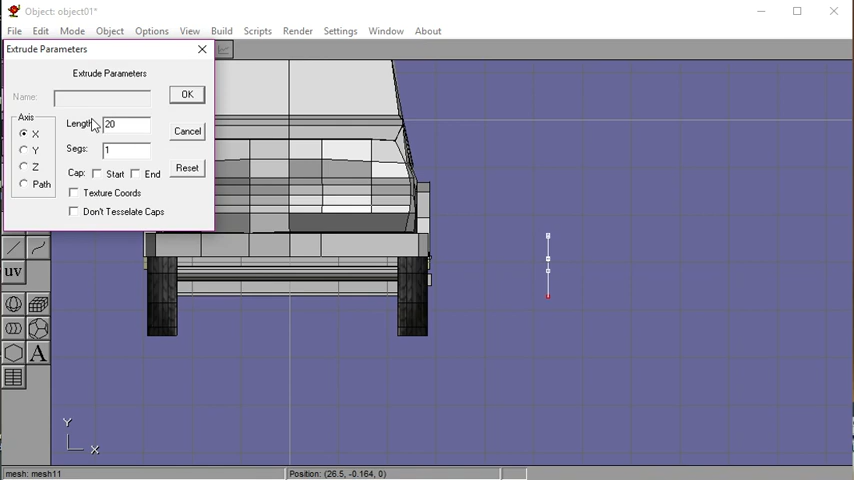 Object: object01*
File Edit Mode Object Options View Build Scripts Render Settings Window About
Extrude Parameters
Extrude Parameters
Name:
OK
Axis
Length
20
X
Cancel
Y
Segs:
1
Z
Reset
Cap:
Start
End
Path
Texture Coords
Don't Tesselate Caps
uv
A
Y
X
mesh: mesh11
Position: (26.5, -0.164, 0)